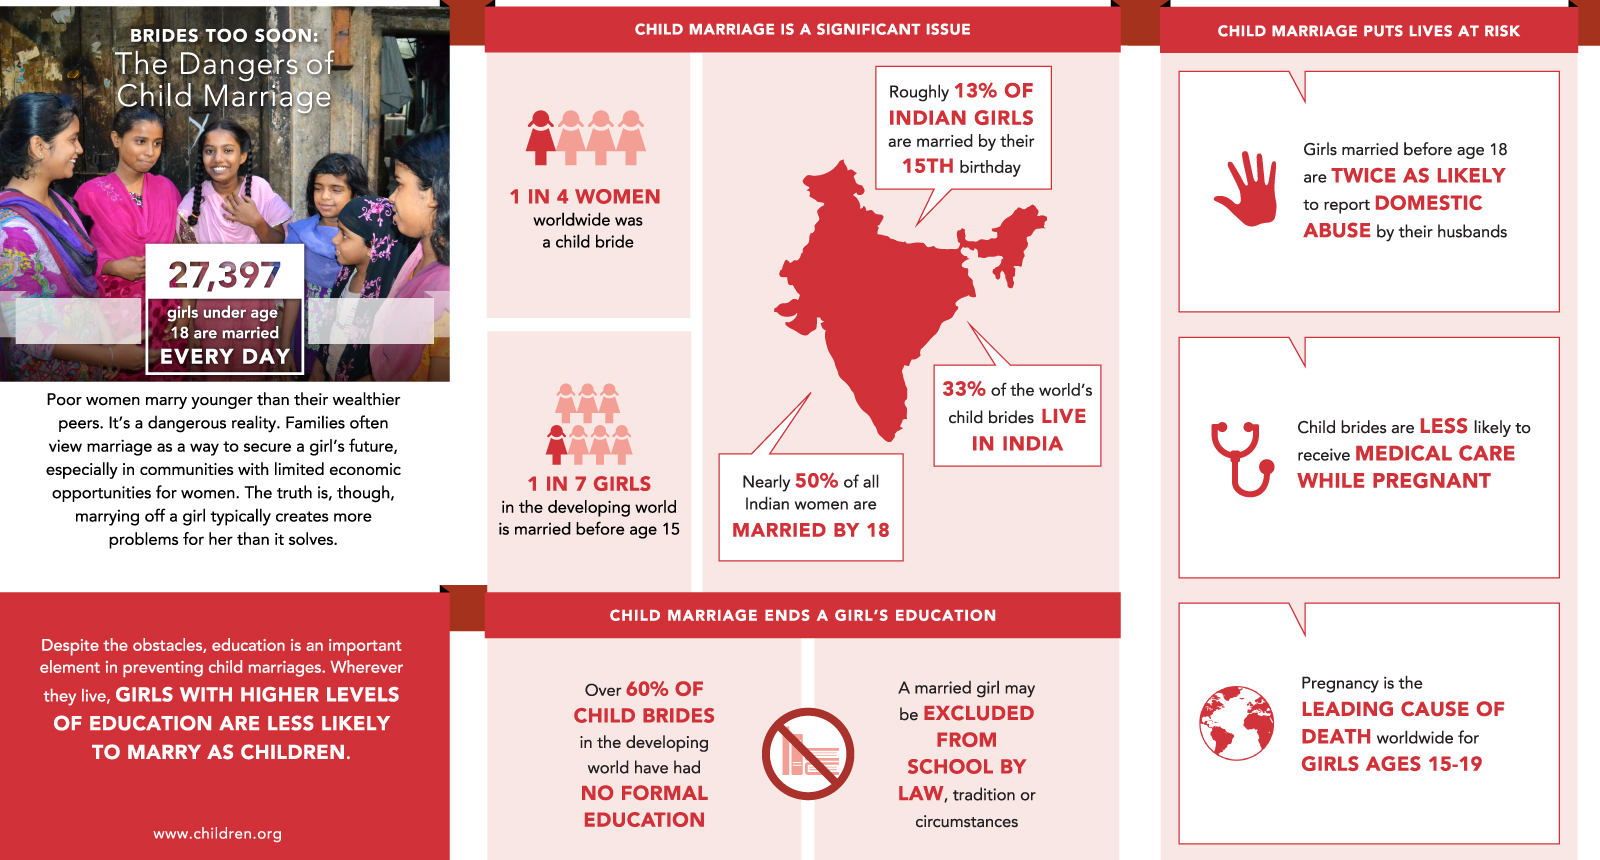 BRIDES TOO SOON:
The Dangers of
Child Marriage
27,397
girls under age
18 are married
EVERY DAY
Poor women marry younger than their wealthier
peers. It’s a dangerous reality. Families often
view marriage as a way to secure a girl’s future,
especially in communities with limited economic
opportunities for women. The truth is, though,
marrying off a girl typically creates more
problems for her than it solves.
Despite the obstacles, education is an important
element in preventing child marriages. Wherever
they live, GIRLS WITH HIGHER LEVELS
OF EDUCATION ARE LESS LIKELY
TO MARRY AS CHILDREN.
www.children.org
CHILD MARRIAGE IS A SIGNIFICANT ISSUE
1 IN 4 WOMEN
worldwide was
a child bride
1 IN 7 GIRLS
in the developing world
is married before age 15
Roughly 13% OF
INDIAN GIRLS
are married by their
15TH birthday
33% of the world’s
child brides LIVE
IN INDIA
Nearly 50% of all
Indian women are
MARRIED BY 18
CHILD MARRIAGE ENDS A GIRL’S EDUCATION
Over 60% OF
CHILD BRIDES
in the developing
world have had
NO FORMAL
EDUCATION
A married girl may
be EXCLUDED
FROM
SCHOOL BY
LAW, tradition or
circumstances
CHILD MARRIAGE PUTS LIVES AT RISK
Girls married before age 18
are TWICE AS LIKELY
to report DOMESTIC
ABUSE by their husbands
Child brides are LESS likely to
receive MEDICAL CARE
WHILE PREGNANT
Pregnancy is the
LEADING CAUSE OF
DEATH worldwide for
GIRLS AGES 15-19